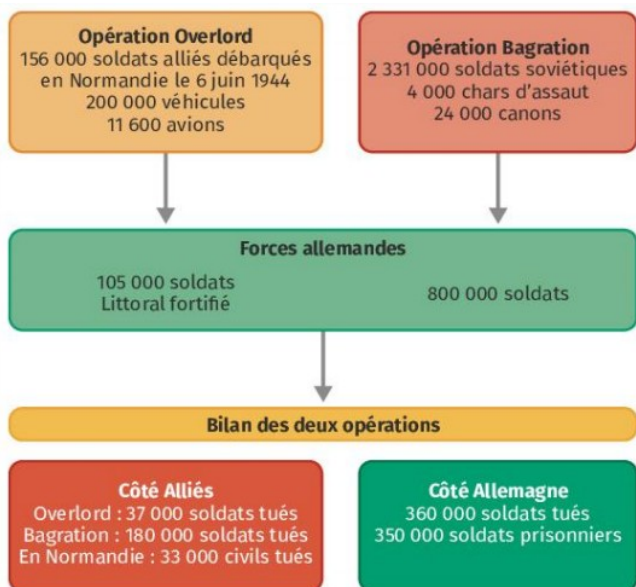 Opération Overlord
156 000 soldats alliés débarqués
en Normandie le 6 juin 1944
200 000 véhicules
11 600 avions
Opération Bagration
2 331 000 soldats soviétiques
4 000 chars d'assaut
24 000 canons
Forces allemandes
105 000 soldats
Littoral fortifié
800 000 soldats
Bilan des deux opérations
Côté Alliés
Overlord : 37 000 soldats tués
Bagration : 180 000 soldats tués
En Normandie : 33 000 civils tués
Côté Allemagne
360 000 soldats tués
350 000 soldats prisonniers